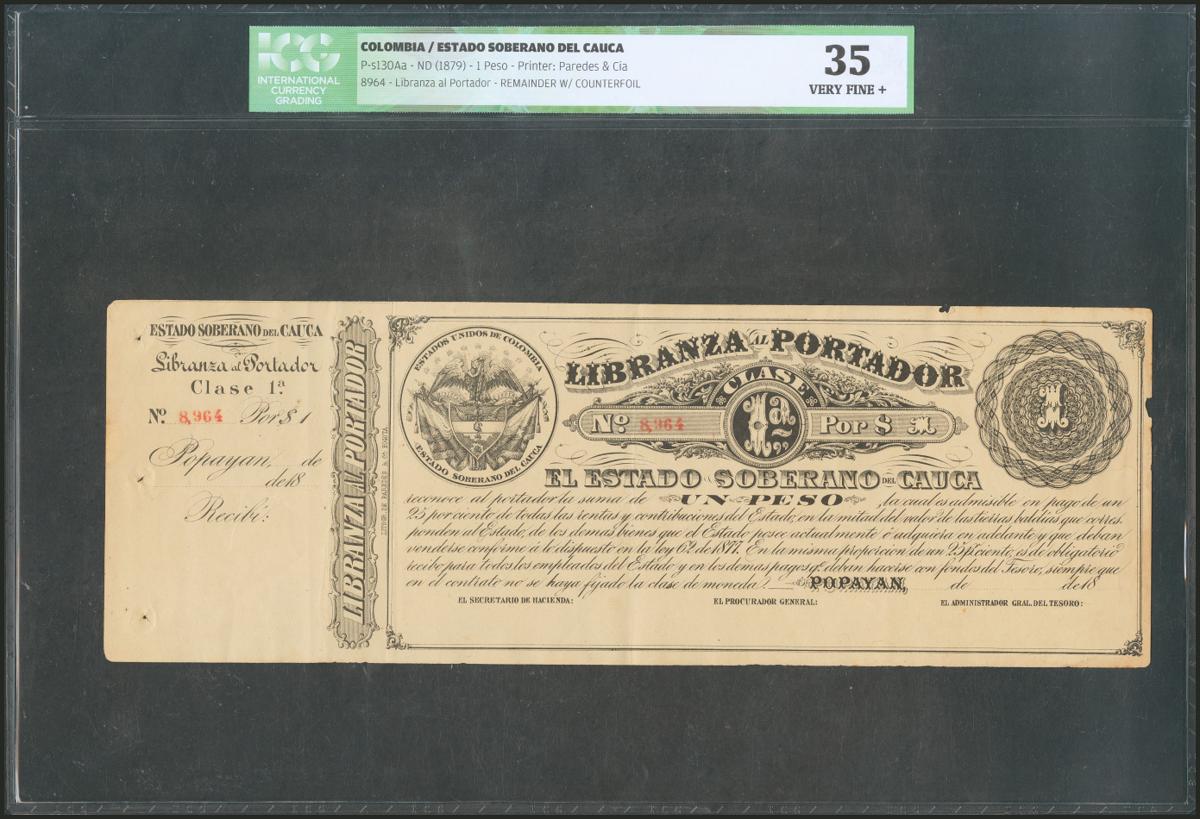 ICG
INTERNATIONAL
CURRENCY
GRADING
COLOMBIA / ESTADO SOBERANO DEL CAUCA
P-s130Aa - ND (1879) - 1 Peso - Printer: Paredes & Cia
8964 - Libranza al Portador - REMAINDER W/ COUNTERFOIL
35
VERY FINE +
ESTADO SOBERANO DEL CAUCA
Libranza al Portador
Clase 1ª
Nº 8,964 Por $ 1
Popayan, de
de 18
Recibí:
LIBRANZA AL PORTADOR
LITOGR. DE PAREDES & Cª BOGOTA
ESTADOS UNIDOS DE COLOMBIA
ESTADO SOBERANO DEL CAUCA
LIBRANZA AL PORTADOR
CLASE
Nº 8,964 1ª Por $ 1.
1.
EL ESTADO SOBERANO DEL CAUCA
reconoce al portador la suma de UN PESO, la cual es admisible en pago de un
25 por ciento de todas las rentas y contribuciones del Estado, en la mitad del valor de las tierras baldias que corres-
ponden al Estado, de los demas bienes que el Estado posee actualmente ó adquiera en adelante y que deban
venderse conforme a lo dispuesto en la ley 62 de 1877. En la misma proporcion de un 25 p.ciento, es de obligatorio
recibo para todos los empleados del Estado y en los demas pages q.e deban hacerse con fondos del Tesoro, siempre que
en el contrato no se haya fijado la clase de moneda. POPAYAN, de de 18
EL SECRETARIO DE HACIENDA: EL PROCURADOR GENERAL: EL ADMINISTRADOR GRAL. DEL TESORO: